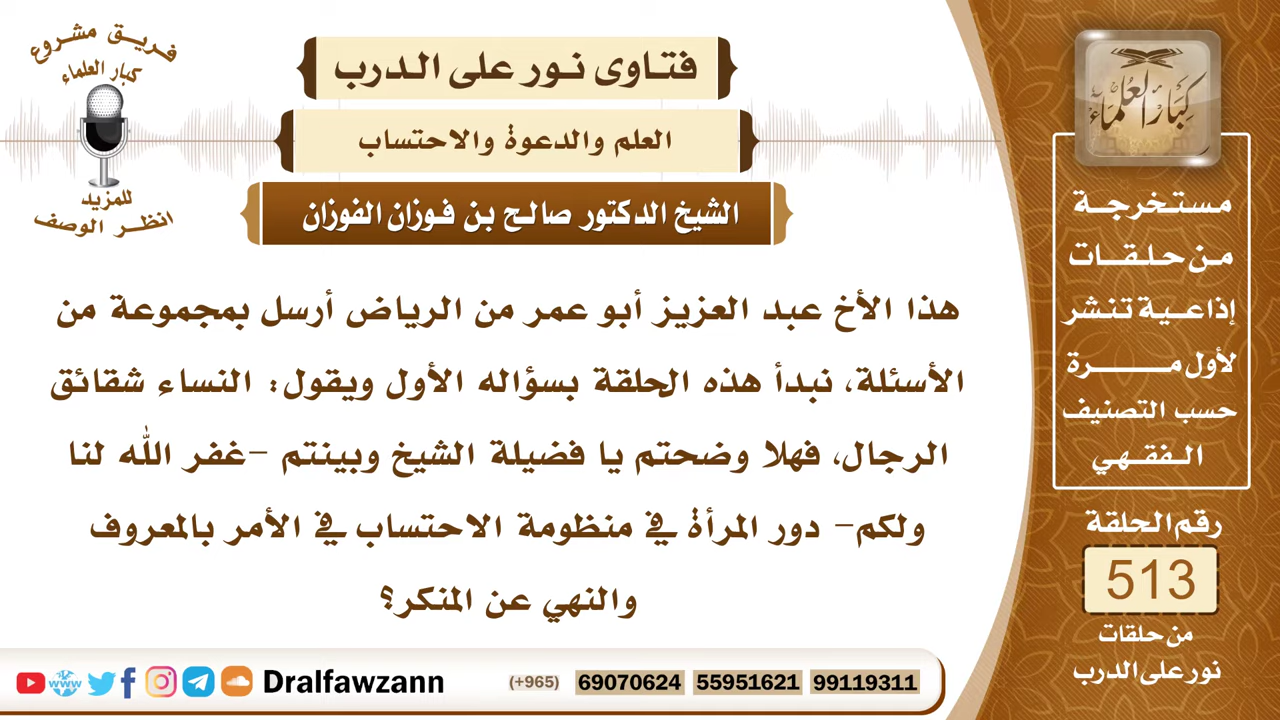 فريق مشروع
كبار العلماء
للمزيد
انظر الوصف
فتاوى نور على الدرب
العلم والدعوة والاحتساب
الشيخ الدكتور صالح بن فوزان الفوزان
هذا الأخ عبد العزيز أبو عمر من الرياض أرسل بمجموعة من
الأسئلة، نبدأ هذه الحلقة بسؤاله الأول ويقول: النساء شقائق
الرجال، فهلا وضحتم يا فضيلة الشيخ وبينتم -غفر الله لنا
ولكم- دور المرأة في منظومة الاحتساب في الأمر بالمعروف
والنهي عن المنكر؟
كبار العلماء
مستخرجة
من حلقات
إذاعية تنشر
لأول مرة
حسب التصنيف
الفقهي
رقم الحلقة
513
من حلقات
نور على الدرب
www
Dralfawzann (+965) 69070624 55951621 99119311